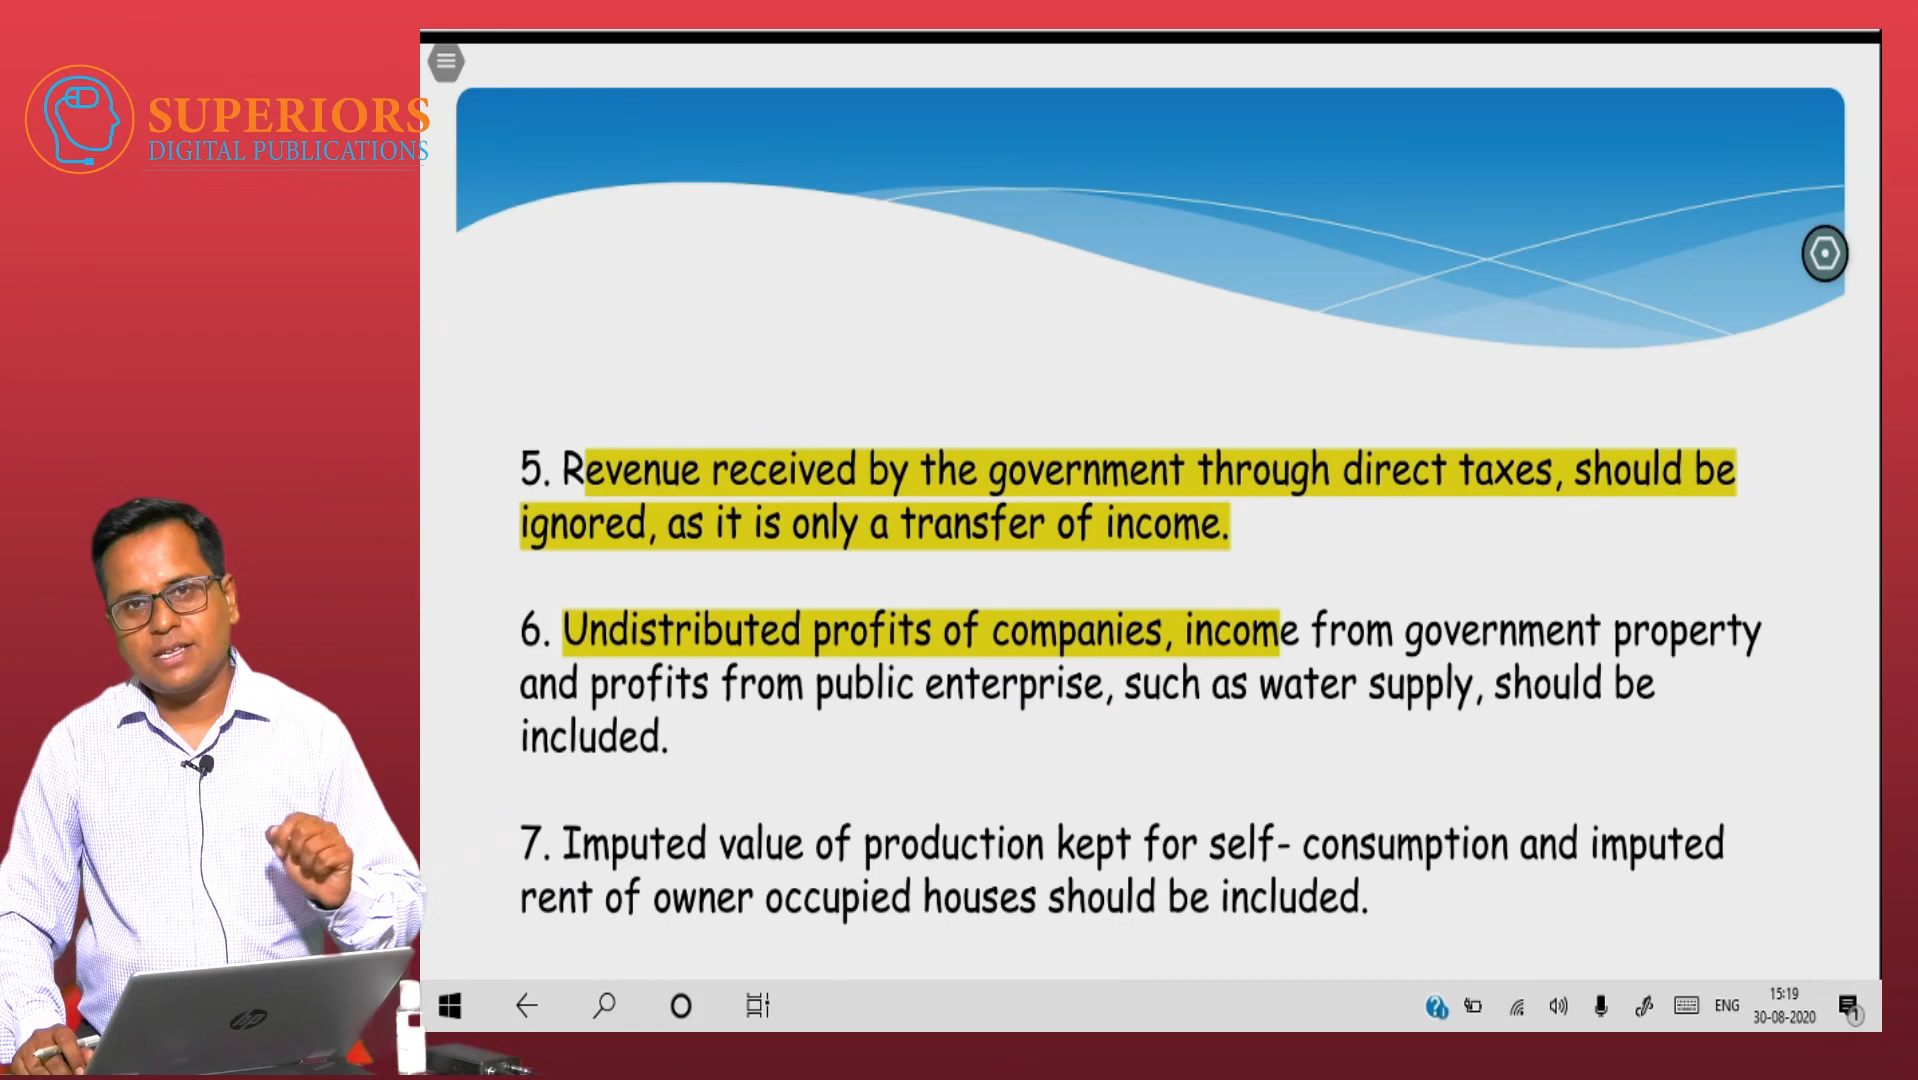 SUPERIORS
DIGITAL PUBLICATIONS
5. Revenue received by the government through direct taxes, should be
ignored, as it is only a transfer of income.
6. Undistributed profits of companies, income from government property
and profits from public enterprise, such as water supply, should be
included.
7. Imputed value of production kept for self- consumption and imputed
rent of owner occupied houses should be included.
hp
ENG
15:19
30-08-2020
1